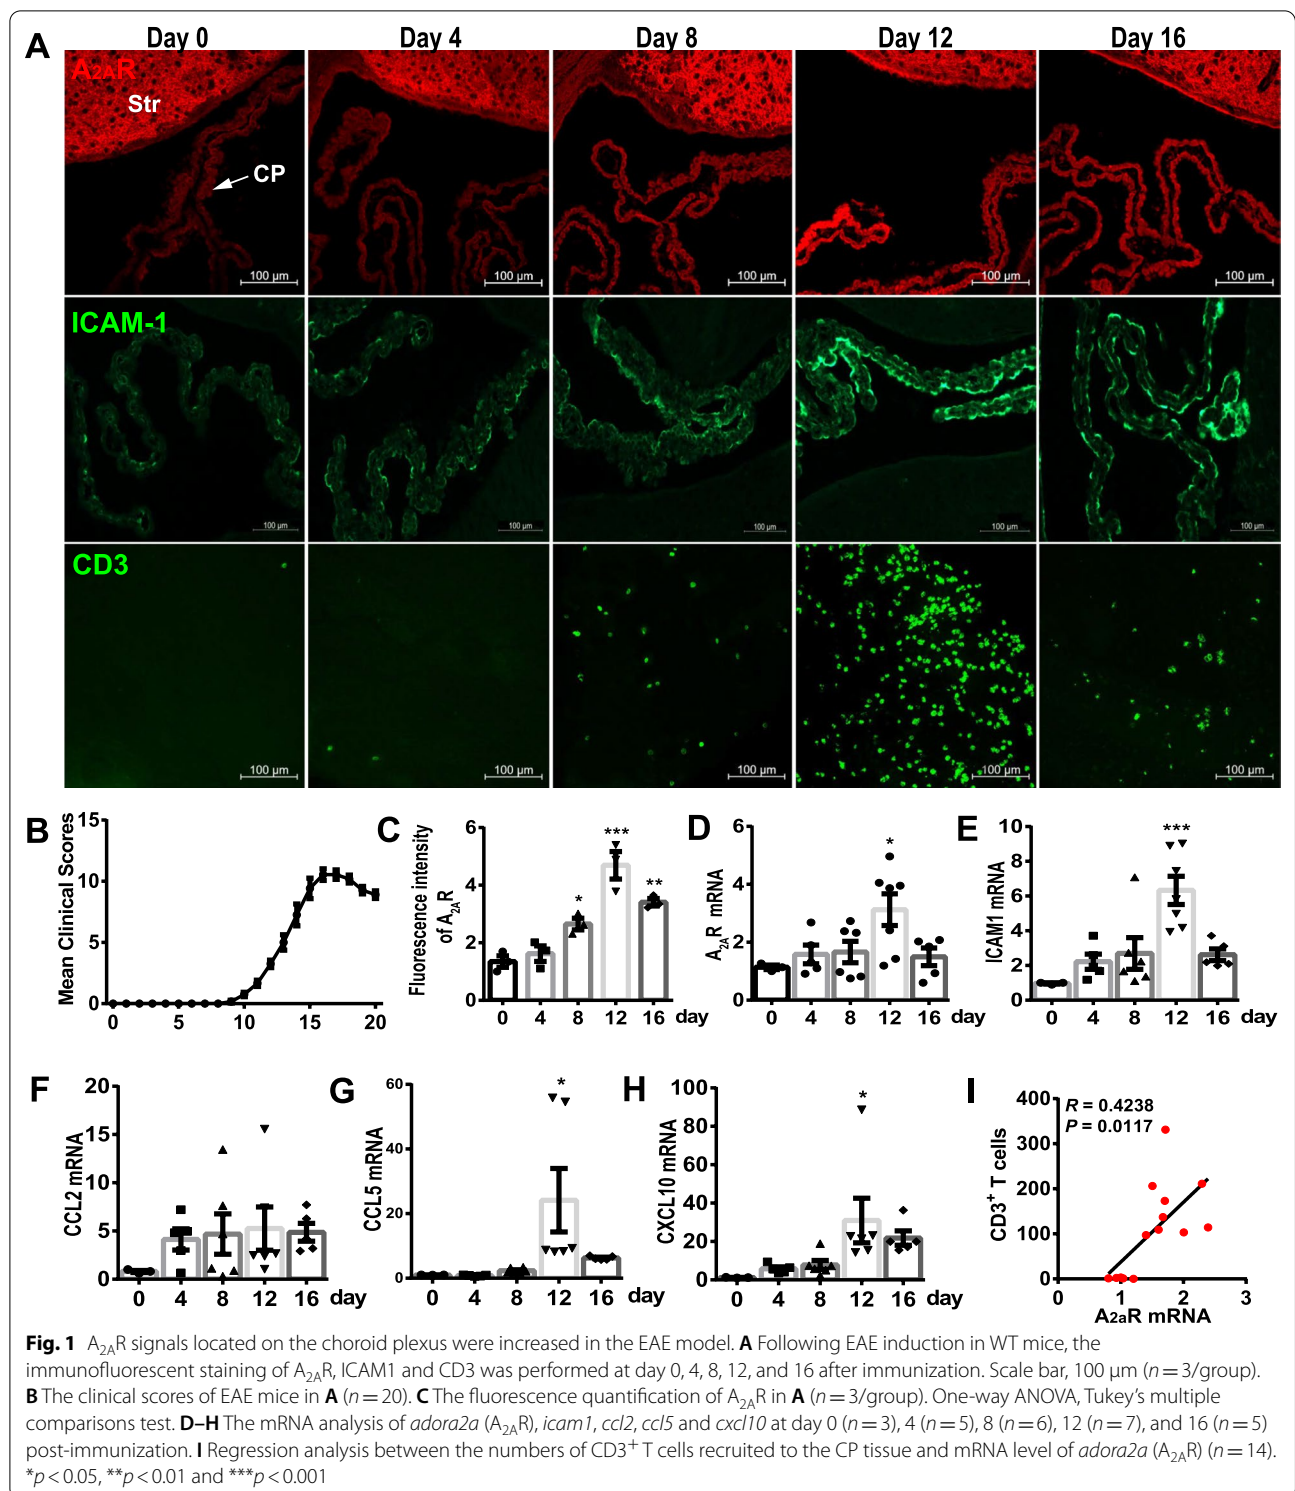 A
Day 0 Day 4 Day 8 Day 12 Day 16
A2AR
Str
CP
100 μm 100 μm 100 μm 100 μm 100 μm
ICAM-1
100 μm 100 μm 100 μm 100 μm 100 μm
CD3
100 μm 100 μm 100 μm 100 μm 100 μm
B
Mean Clinical Scores
15
10
5
0
0 5 10 15 20
C
Fluorescence intensity
of A2AR
6
4
2
0
* *** **
0 4 8 12 16 day
D
A2AR mRNA
6
4
2
0
*
0 4 8 12 16 day
E
ICAM1 mRNA
10
8
6
4
2
0
***
0 4 8 12 16 day
F
CCL2 mRNA
20
15
10
5
0
0 4 8 12 16 day
G
CCL5 mRNA
60
40
20
0
*
0 4 8 12 16 day
H
CXCL10 mRNA
100
80
60
40
20
0
*
0 4 8 12 16 day
I
CD3+ T cells
400
300
200
100
0
R = 0.4238
P = 0.0117
0 1 2 3
A2aR mRNA
Fig. 1 A2AR signals located on the choroid plexus were increased in the EAE model. A Following EAE induction in WT mice, the
immunofluorescent staining of A2AR, ICAM1 and CD3 was performed at day 0, 4, 8, 12, and 16 after immunization. Scale bar, 100 μm (n = 3/group).
B The clinical scores of EAE mice in A (n = 20). C The fluorescence quantification of A2AR in A (n = 3/group). One-way ANOVA, Tukey's multiple
comparisons test. D–H The mRNA analysis of adora2a (A2AR), icam1, ccl2, ccl5 and cxcl10 at day 0 (n = 3), 4 (n = 5), 8 (n = 6), 12 (n = 7), and 16 (n = 5)
post-immunization. I Regression analysis between the numbers of CD3+ T cells recruited to the CP tissue and mRNA level of adora2a (A2AR) (n = 14).
*p < 0.05, **p < 0.01 and ***p < 0.001